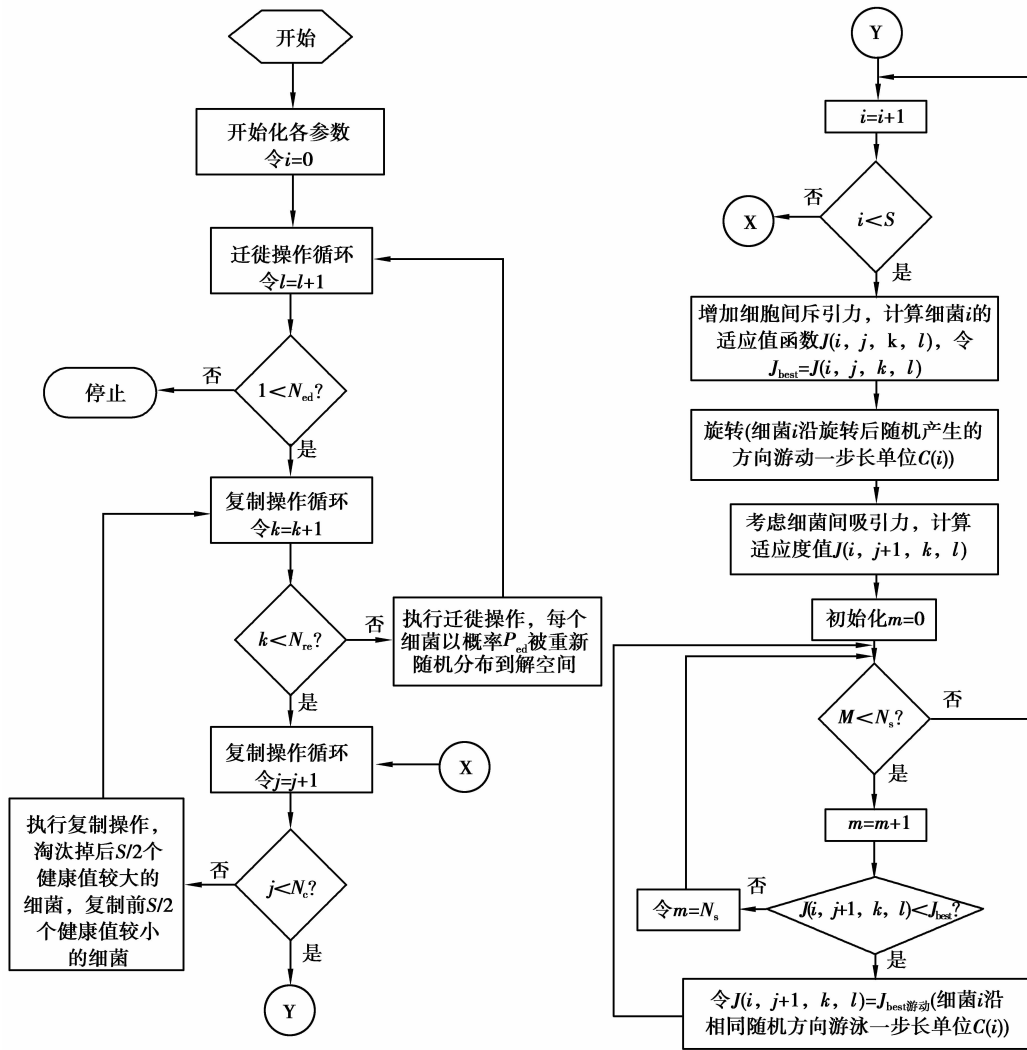 开始
开始化各参数
令i=0
迁徙操作循环
令l=l+1
1<N_ed?
否
停止
是
复制操作循环
令k=k+1
k<N_re?
否
执行迁徙操作，每个
细菌以概率P_ed被重新
随机分布到解空间
是
复制操作循环
令j=j+1
X
j<N_c?
否
执行复制操作，
淘汰掉后S/2个
健康值较大的
细菌，复制前S/2
个健康值较小
的细菌
是
Y
Y
i=i+1
i<S
否
X
是
增加细胞间斥引力，计算细菌i的
适应值函数J(i，j，k，l)，令
J_best=J(i，j，k，l)
旋转(细菌i沿旋转后随机产生的
方向游动一步长单位C(i))
考虑细菌间吸引力，计算
适应度值J(i，j+1，k，l)
初始化m=0
M<N_s?
否
是
m=m+1
J(i，j+1，k，l)<J_best?
否
令m=N_s
是
令J(i，j+1，k，l)=J_best游动(细菌i沿
相同随机方向游泳一步长单位C(i))